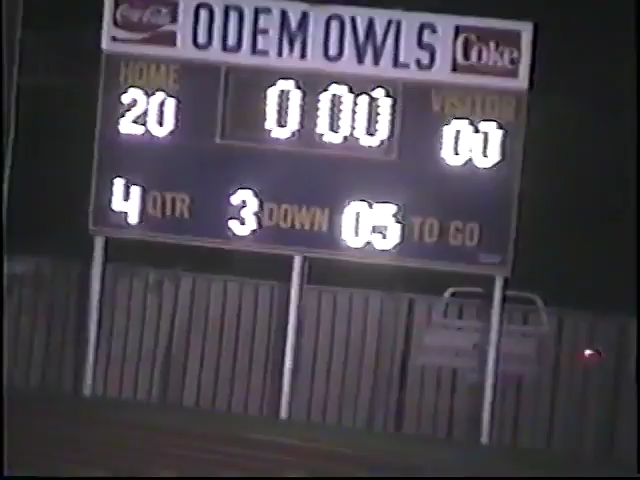 Coca-Cola ODEM OWLS Coke
HOME VISITOR
20 0 00 00
4 QTR 3 DOWN 05 TO GO